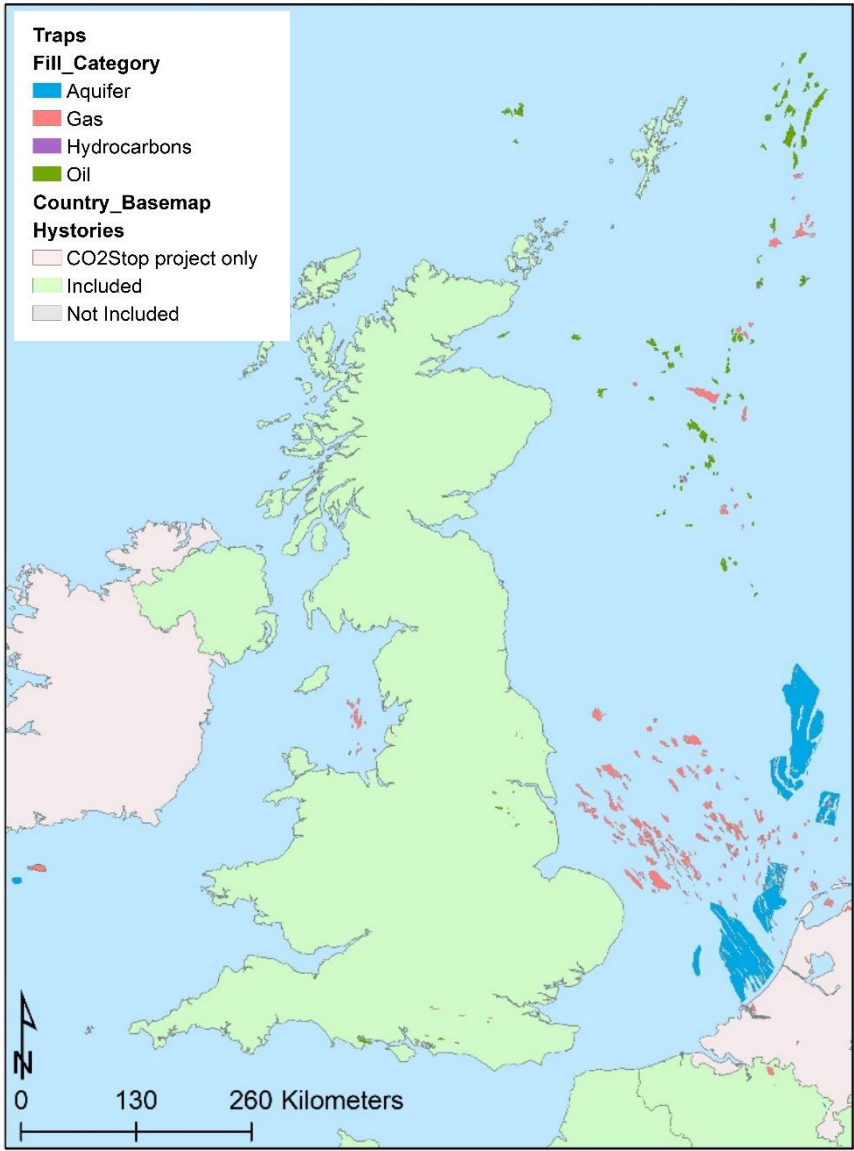 Traps
Fill_Category
Aquifer
Gas
Hydrocarbons
Oil
Country_Basemap
Hystories
CO2Stop project only
Included
Not Included
N
0 130 260 Kilometers